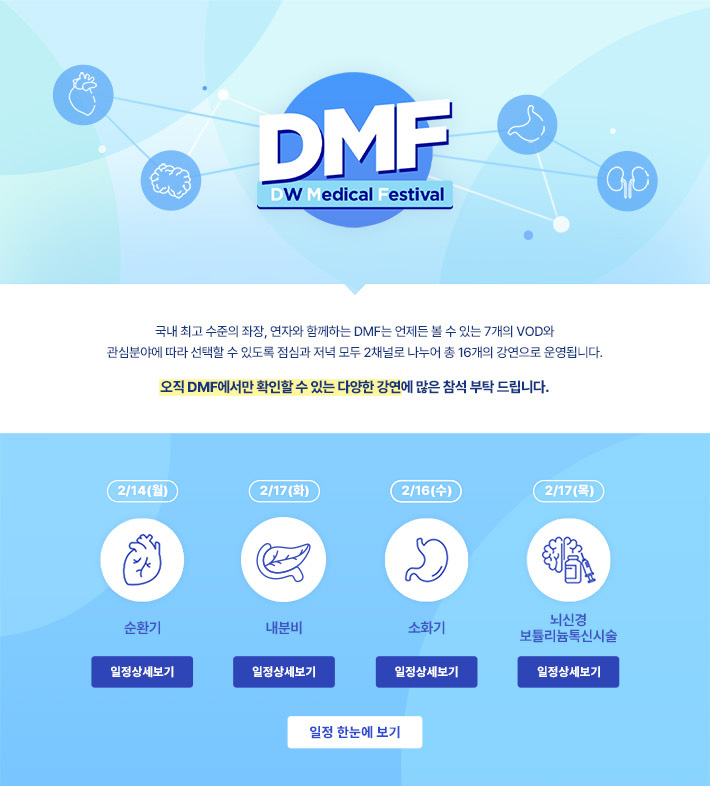 DMF
DW Medical Festival
국내 최고 수준의 좌장, 연자와 함께하는 DMF는 언제든 볼 수 있는 7개의 VOD와
관심분야에 따라 선택할 수 있도록 점심과 저녁 모두 2채널로 나누어 총 16개의 강연으로 운영됩니다.
오직 DMF에서만 확인할 수 있는 다양한 강연에 많은 참석 부탁 드립니다.
2/14(월) 2/17(화) 2/16(수) 2/17(목)
순환기 내분비 소화기 뇌신경
보튤리늄톡신시술
일정상세보기 일정상세보기 일정상세보기 일정상세보기
일정 한눈에 보기